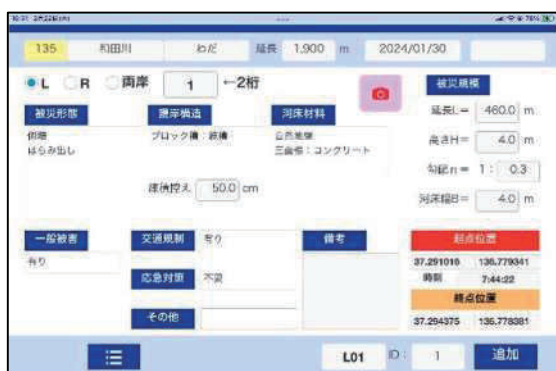 135 和田川 わだ 延長 1,900 m 2024/01/30
L R 両岸 1 ←2桁
被災規模
被災形態 護岸構造 河床材料
延長L= 460.0 m
はらみ出し
ブロック積:
三面張:コンクリート
高さH= 4.0 m
勾配n= 1: 0.3
裏積控え 50.0 cm
河床幅B= 4.0 m
一般被害 交通規制 有り 備考 起点位置
有り
37.291016 136.779341
応急対策 不要
時刻 7:44:22
終点位置
その他
37.294375 136.778381
L01 ID: 1 追加